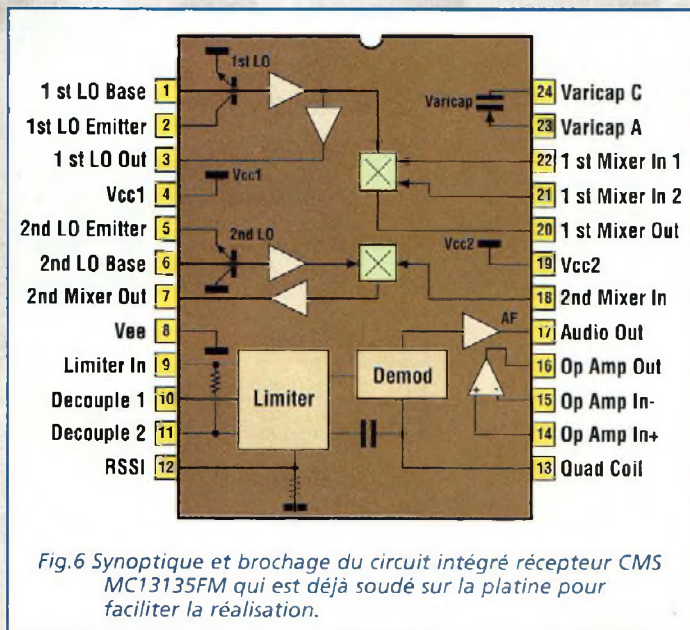 1 st LO Base 1
1st LO Emitter 2
1st LO Out 3
Vcc1 4
2nd LO Emitter 5
2nd LO Base 6
2nd Mixer Out 7
Vee 8
Limiter In 9
Decouple 1 10
Decouple 2 11
RSSI 12
1st LO
Vcc1
2nd LO
Limiter
Demod
Varicap
Vcc2
AF
- +
24 Varicap C
23 Varicap A
22 1 st Mixer In 1
21 1 st Mixer In 2
20 1 st Mixer Out
19 Vcc2
18 2nd Mixer In
17 Audio Out
16 Op Amp Out
15 Op Amp In-
14 Op Amp In+
13 Quad Coil
Fig.6 Synoptique et brochage du circuit intégré récepteur CMS
MC13135FM qui est déjà soudé sur la platine pour
faciliter la réalisation.